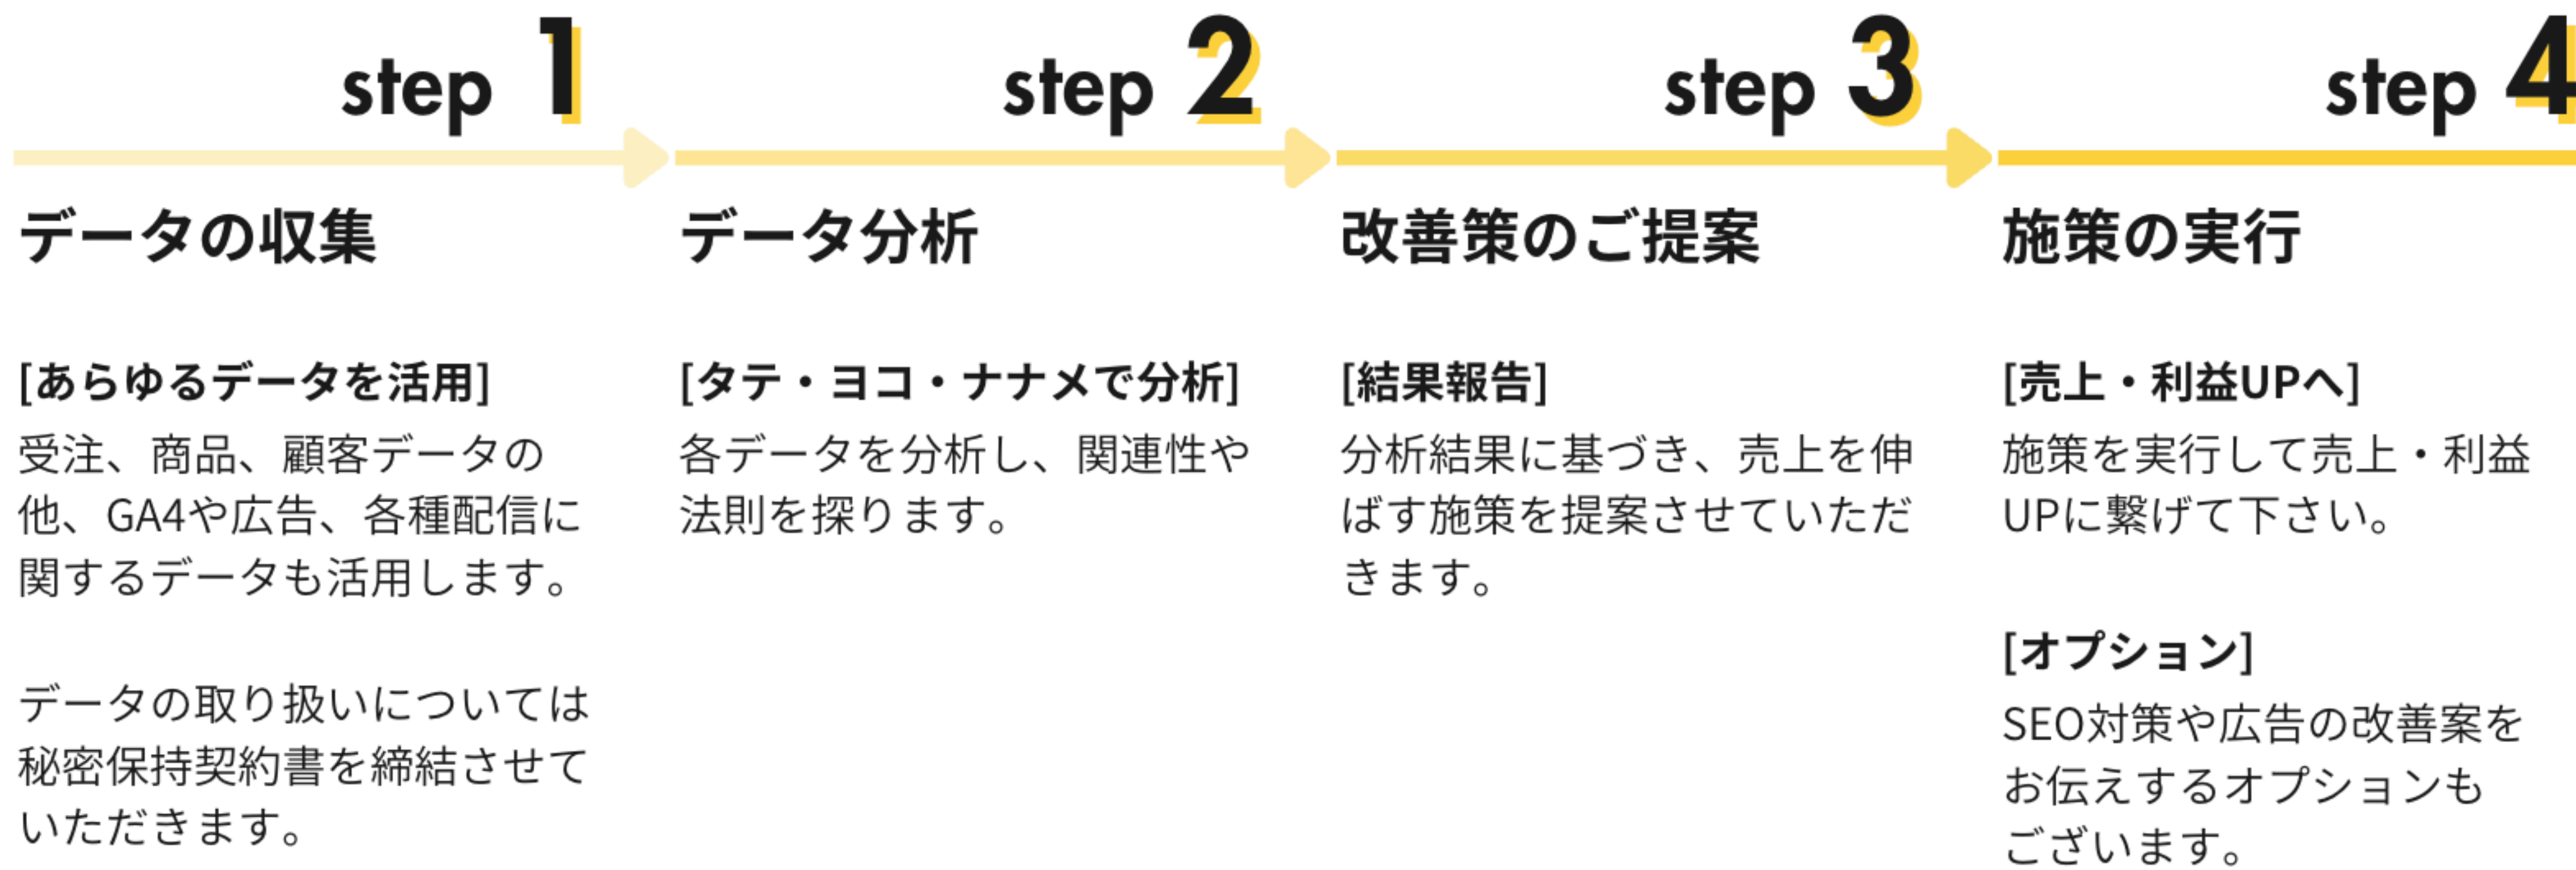 step 1
データの収集
[あらゆるデータを活用]
受注、商品、顧客データの
他、GA4や広告、各種配信に
関するデータも活用します。
データの取り扱いについては
秘密保持契約書を締結させて
いただきます。
step 2
データ分析
[タテ・ヨコ・ナナメで分析]
各データを分析し、関連性や
法則を探ります。
step 3
改善策のご提案
[結果報告]
分析結果に基づき、売上を伸
ばす施策を提案させていただ
きます。
step 4
施策の実行
[売上・利益UPへ]
施策を実行して売上・利益
UPに繋げて下さい。
[オプション]
SEO対策や広告の改善案を
お伝えするオプションも
ございます。